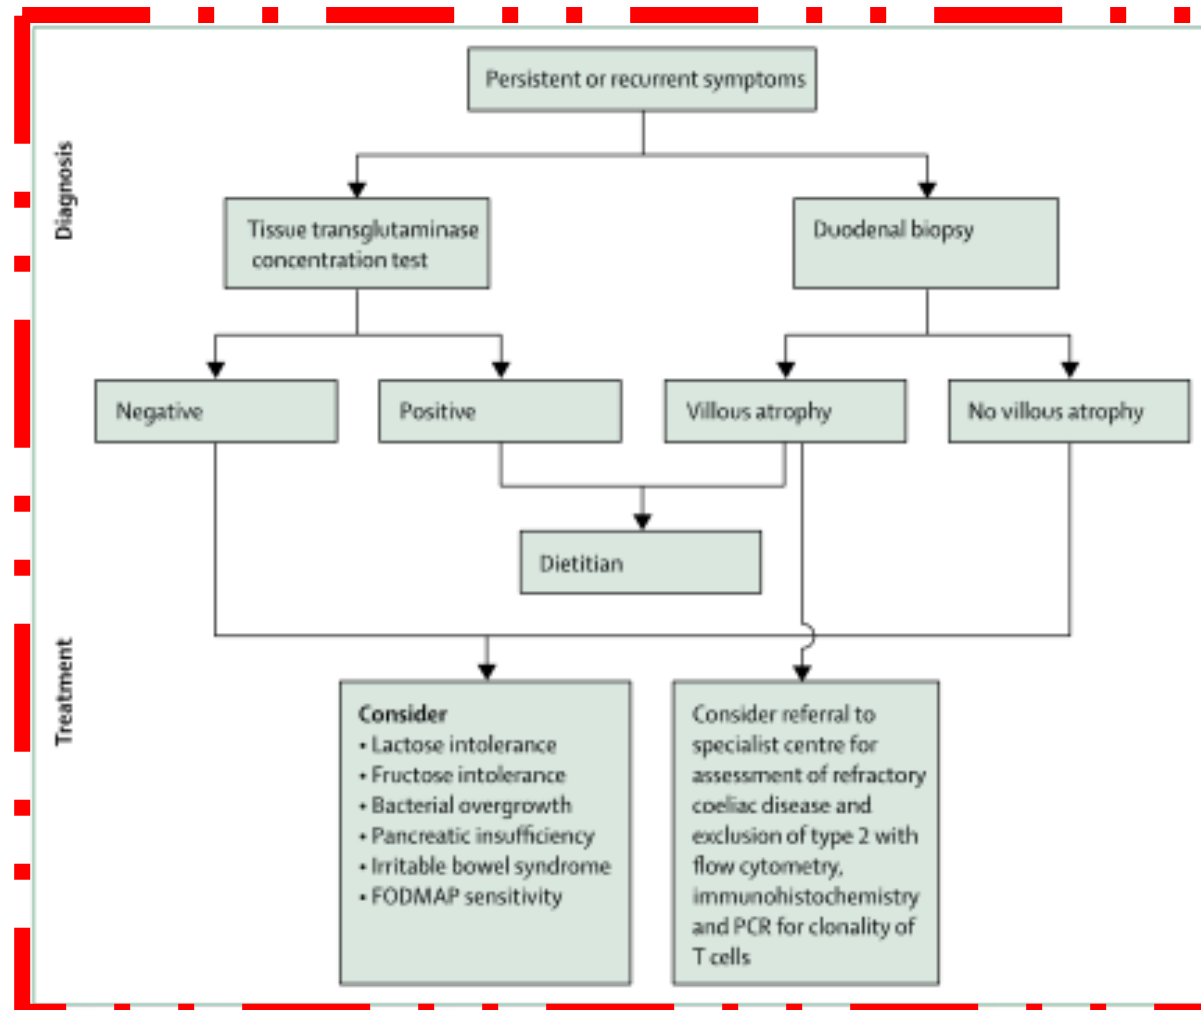 Persistent or recurrent symptoms
Diagnosis
Tissue transglutaminase
concentration test
Duodenal biopsy
Negative
Positive
Villous atrophy
No villous atrophy
Dietitian
Treatment
Consider
• Lactose intolerance
• Fructose intolerance
• Bacterial overgrowth
• Pancreatic insufficiency
• Irritable bowel syndrome
• FODMAP sensitivity
Consider referral to
specialist centre for
assessment of refractory
coeliac disease and
exclusion of type 2 with
flow cytometry,
immunohistochemistry
and PCR for clonality of
T cells